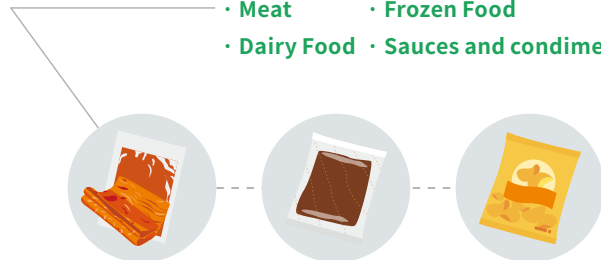 · Meat · Frozen Food
· Dairy Food · Sauces and condime